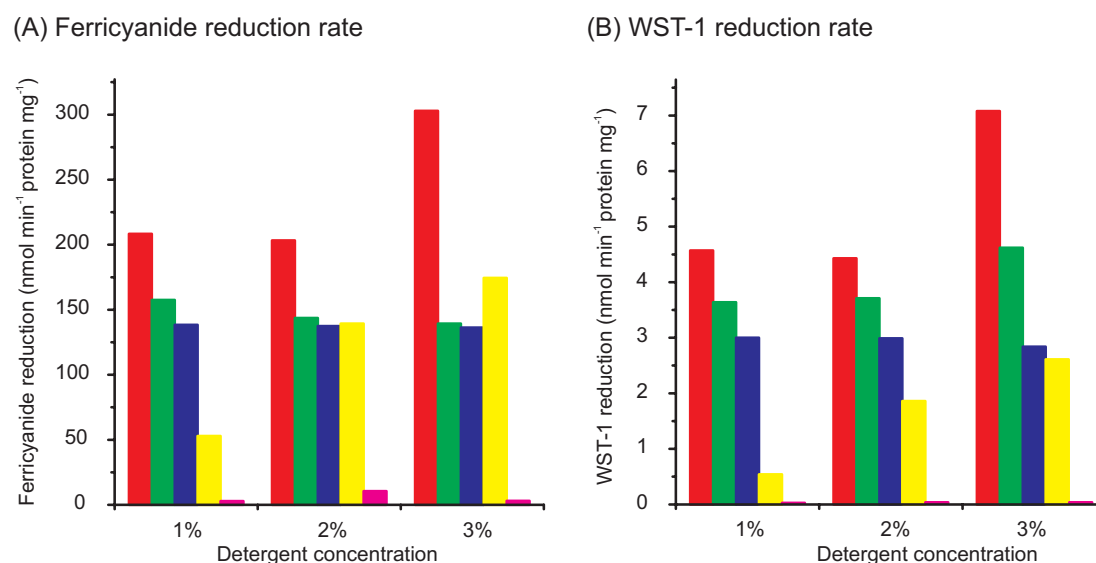 (A) Ferricyanide reduction rate
Ferricyanide reduction (nmol min⁻¹ protein mg⁻¹)
300
250
200
150
100
50
0
1% 2% 3%
Detergent concentration
(B) WST-1 reduction rate
WST-1 reduction (nmol min⁻¹ protein mg⁻¹)
7
6
5
4
3
2
1
0
1% 2% 3%
Detergent concentration